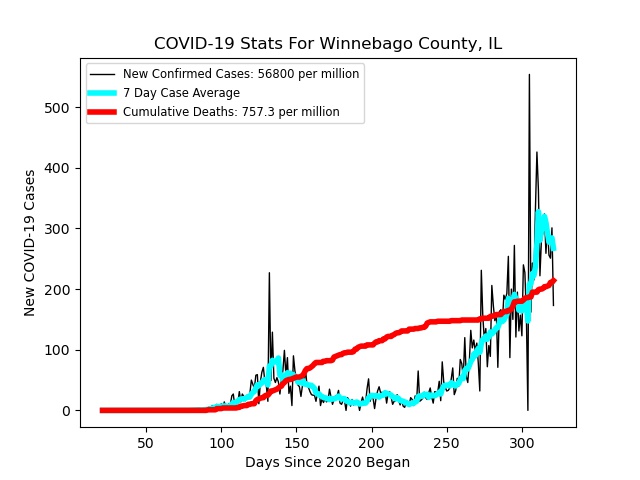 COVID-19 Stats For Winnebago County, IL
New Confirmed Cases: 56800 per million
7 Day Case Average
Cumulative Deaths: 757.3 per million
New COVID-19 Cases
500
400
300
200
100
0
50 100 150 200 250 300
Days Since 2020 Began